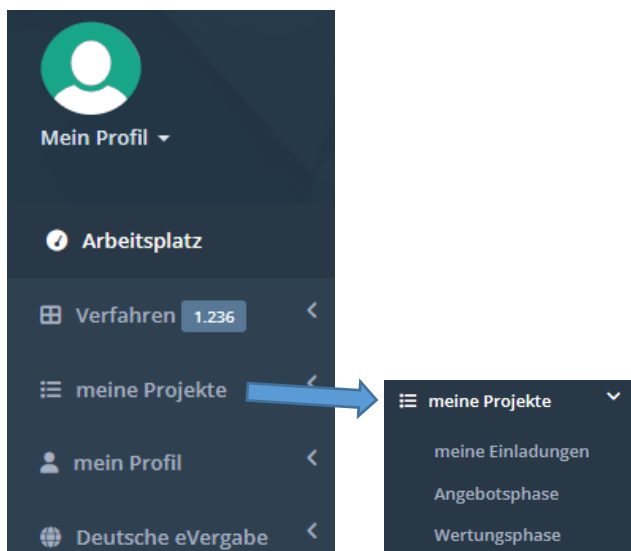 Mein Profil
Arbeitsplatz
Verfahren 1.236
meine Projekte
mein Profil
Deutsche eVergabe
meine Projekte
meine Einladungen
Angebotsphase
Wertungsphase